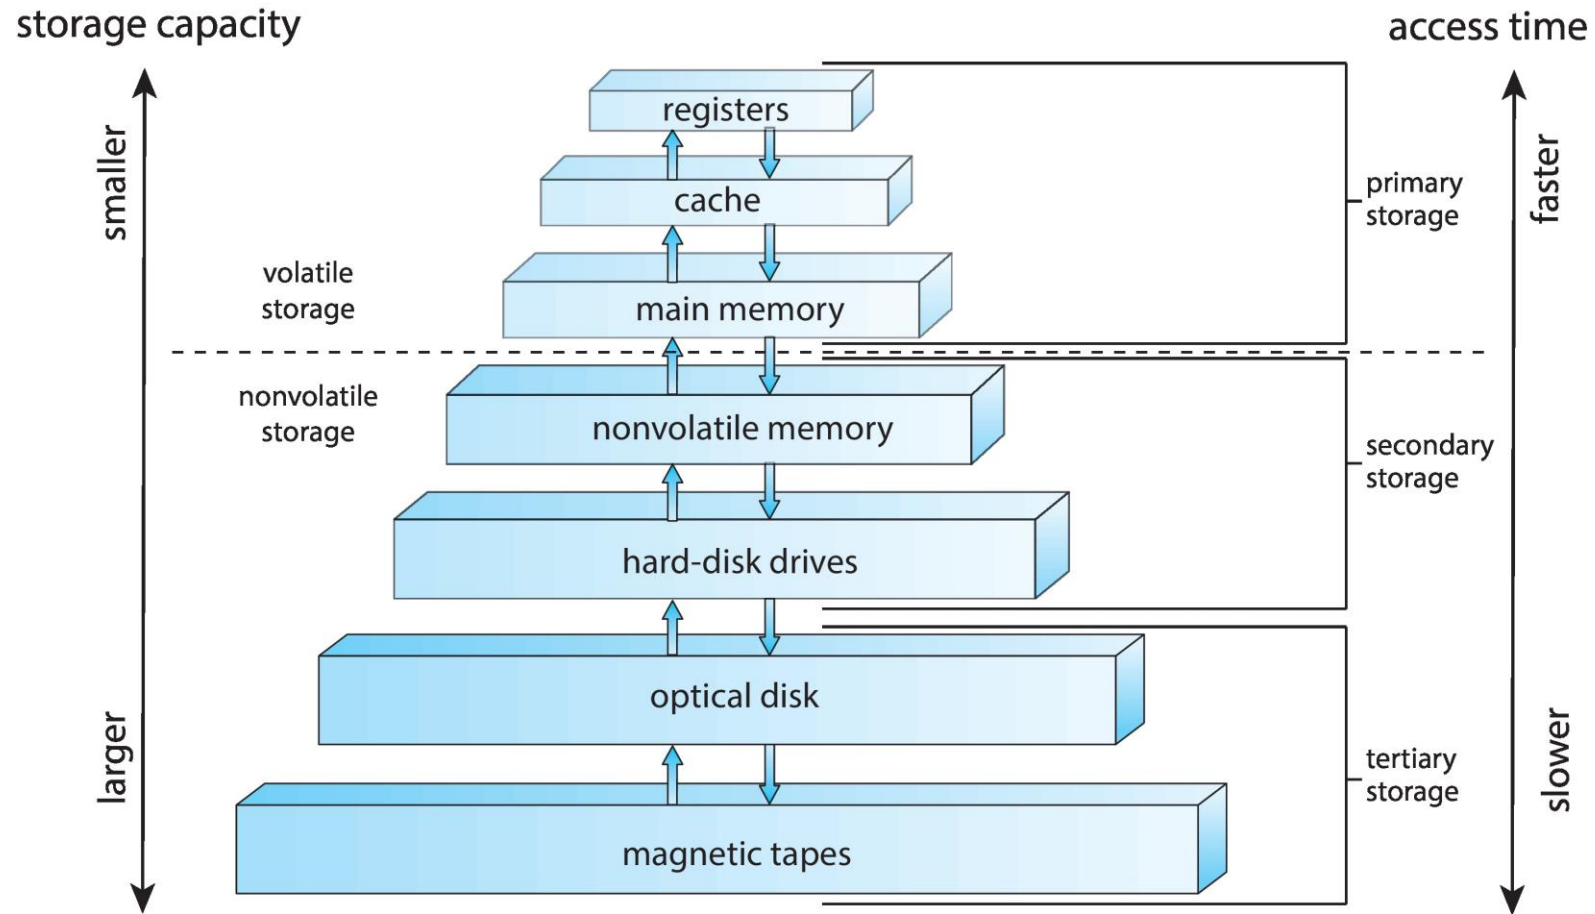 storage capacity
access time
smaller
larger
volatile
storage
nonvolatile
storage
registers
cache
main memory
nonvolatile memory
hard-disk drives
optical disk
magnetic tapes
primary
storage
secondary
storage
tertiary
storage
faster
slower